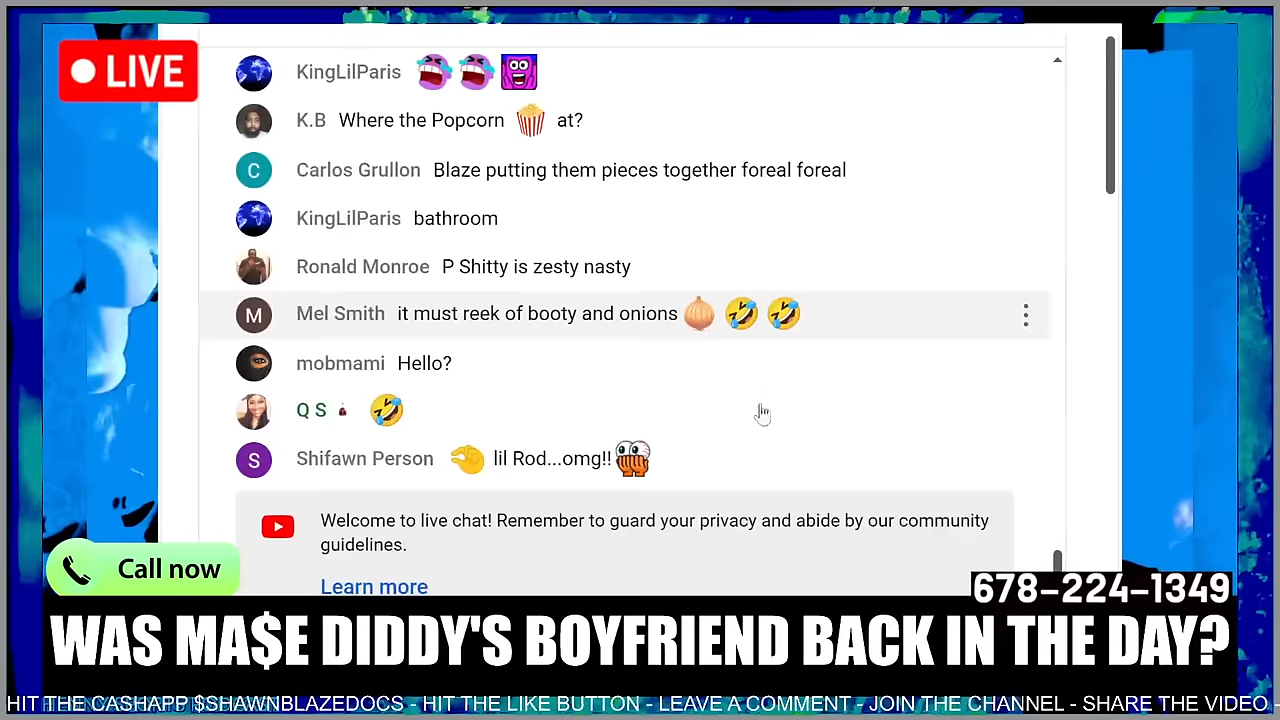 LIVE
KingLilParis
K.B Where the Popcorn 🍿 at?
C Carlos Grullon Blaze putting them pieces together foreal foreal
KingLilParis bathroom
Ronald Monroe P Shitty is zesty nasty
M Mel Smith it must reek of booty and onions 🧅 🤣 🤣
mobmami Hello?
Q S 🤣
S Shifawn Person lil Rod...omg!!
Welcome to live chat! Remember to guard your privacy and abide by our community
guidelines.
Learn more
Call now
678-224-1349
WAS MA$E DIDDY'S BOYFRIEND BACK IN THE DAY?
HIT THE CASHAPP $SHAWNBLAZEDOCS - HIT THE LIKE BUTTON - LEAVE A COMMENT - JOIN THE CHANNEL - SHARE THE VIDEO